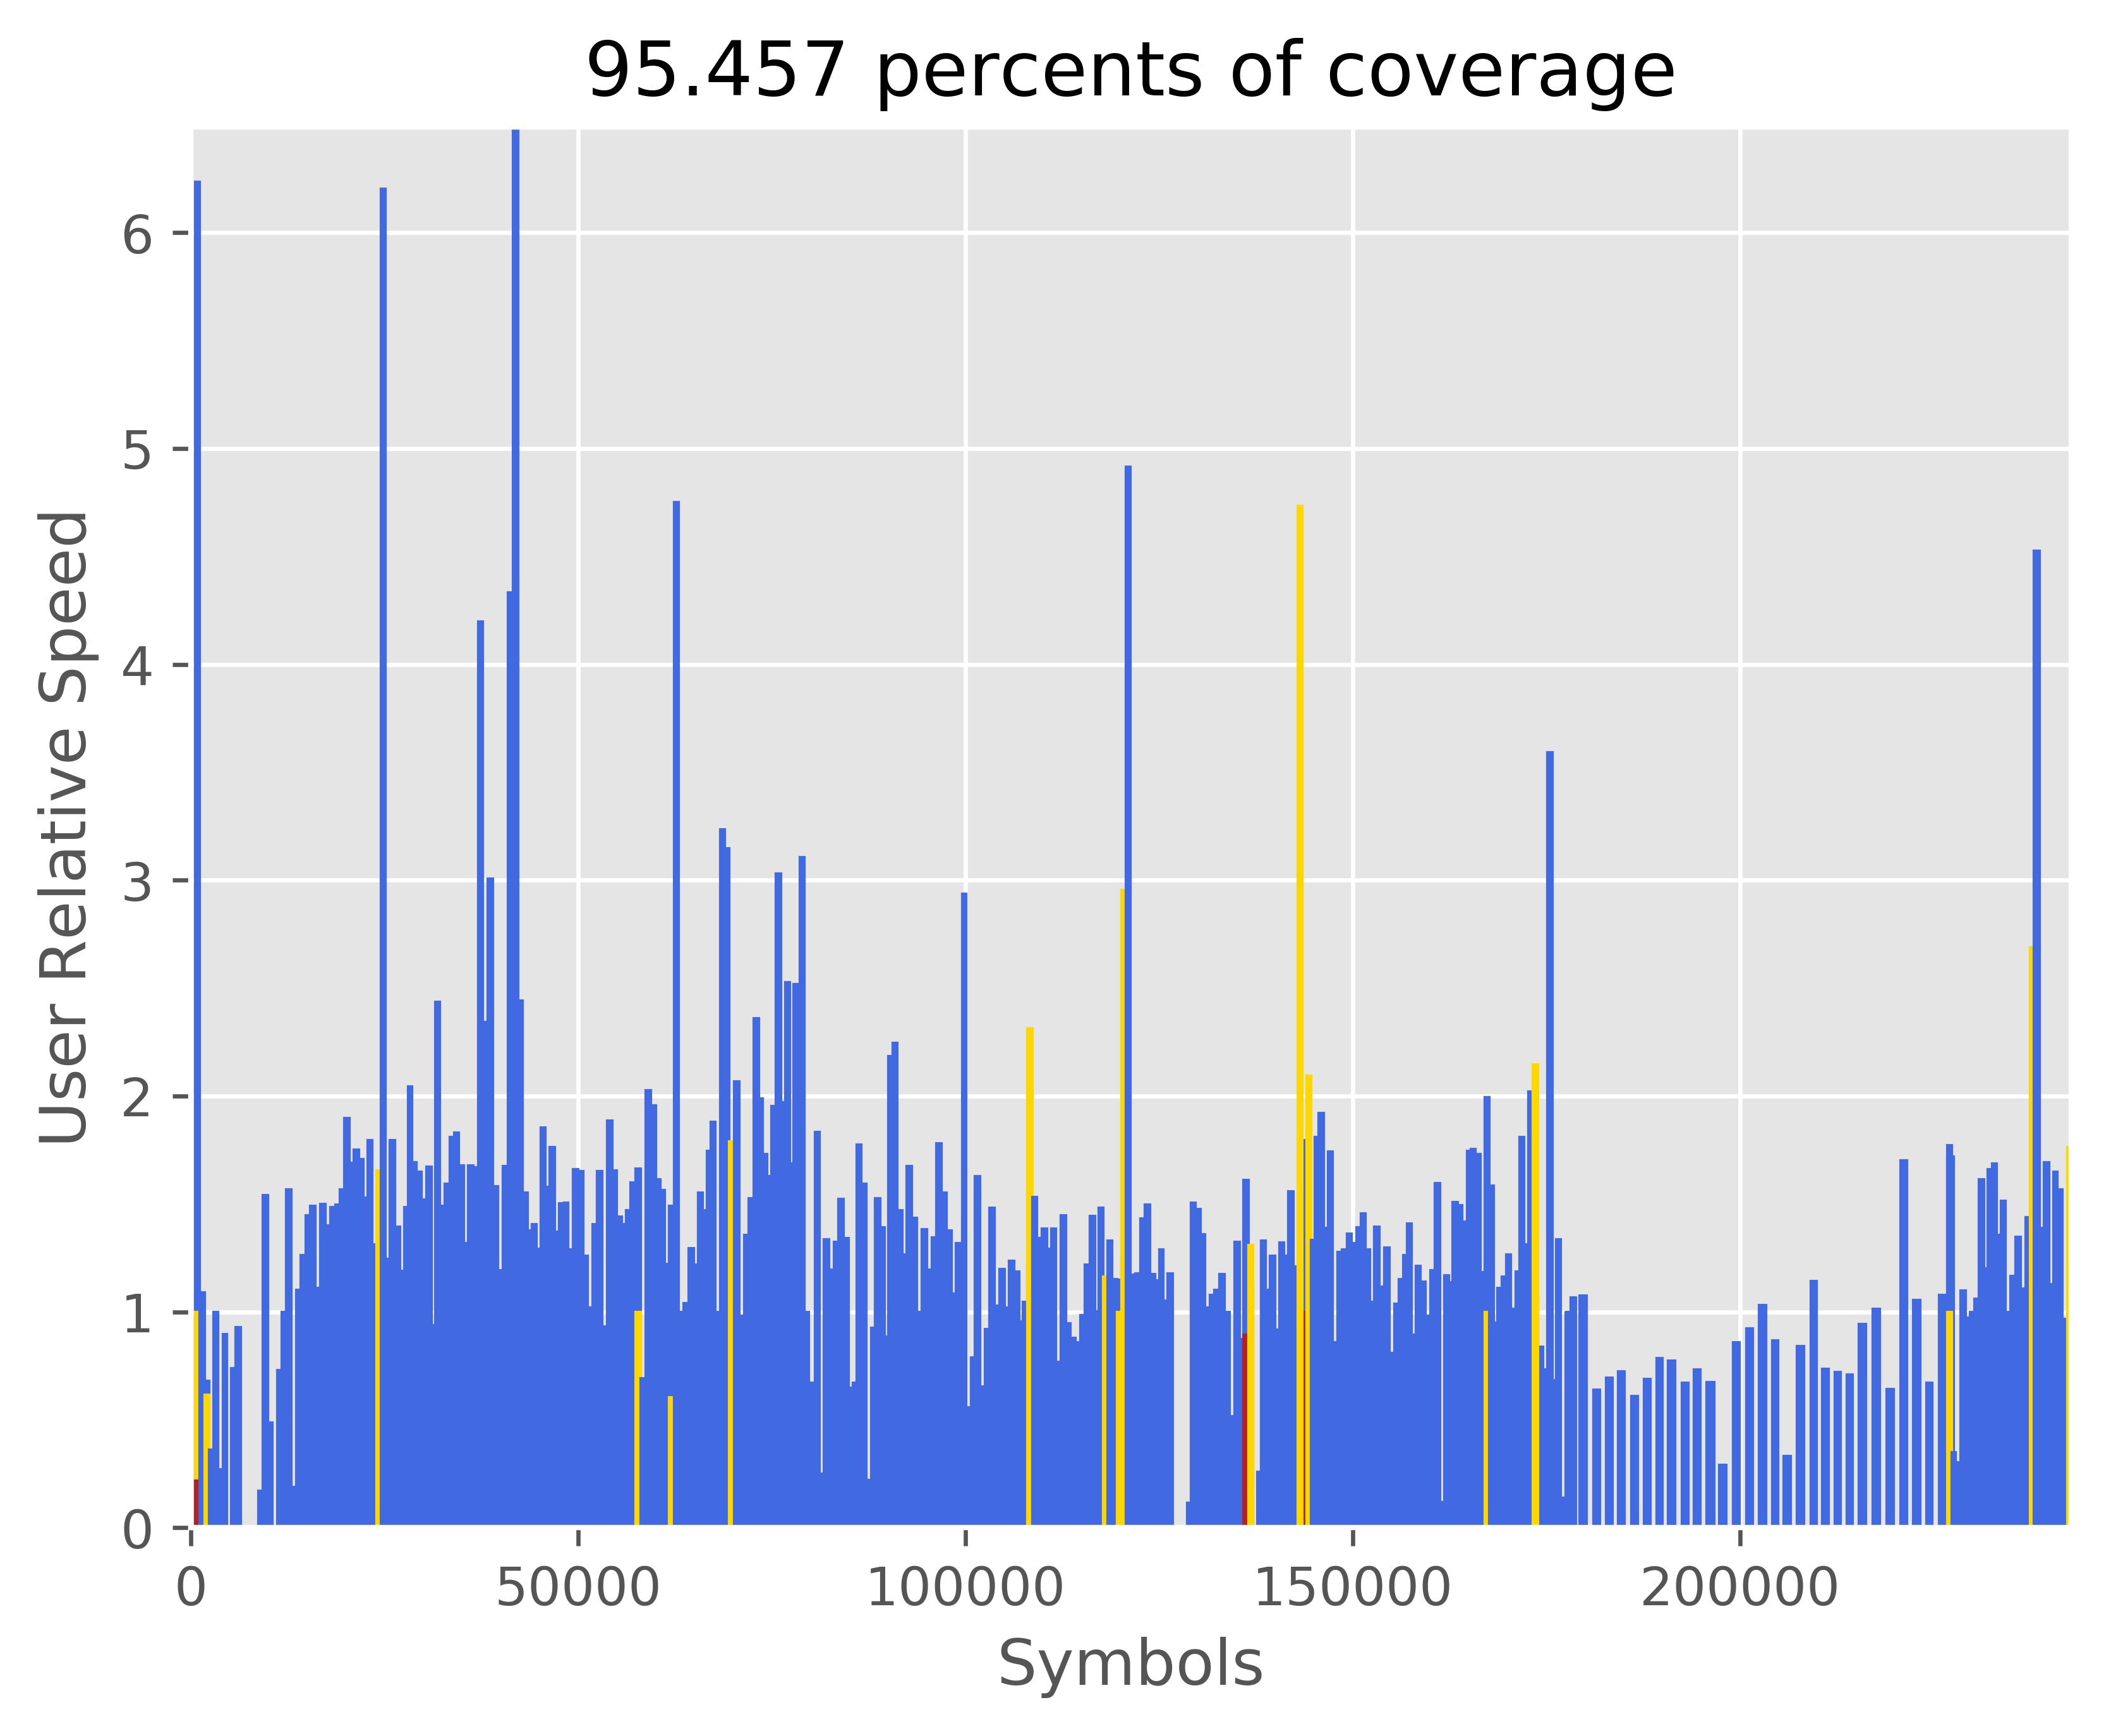 95.457 percents of coverage
6
5
4
3
2
1
0
User Relative Speed
0 50000 100000 150000 200000
Symbols